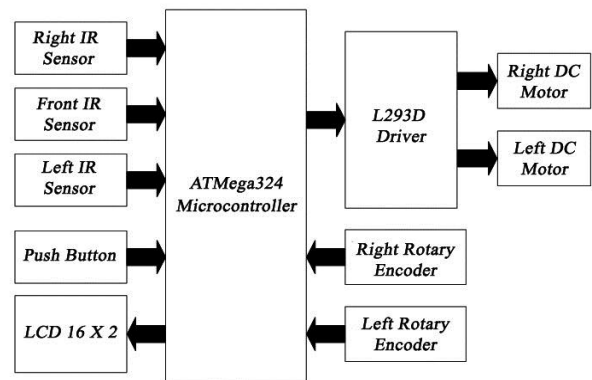 Right IR
Sensor
Front IR
Sensor
Left IR
Sensor
Push Button
LCD 16 X 2
ATMega324
Microcontroller
L293D
Driver
Right Rotary
Encoder
Left Rotary
Encoder
Right DC
Motor
Left DC
Motor